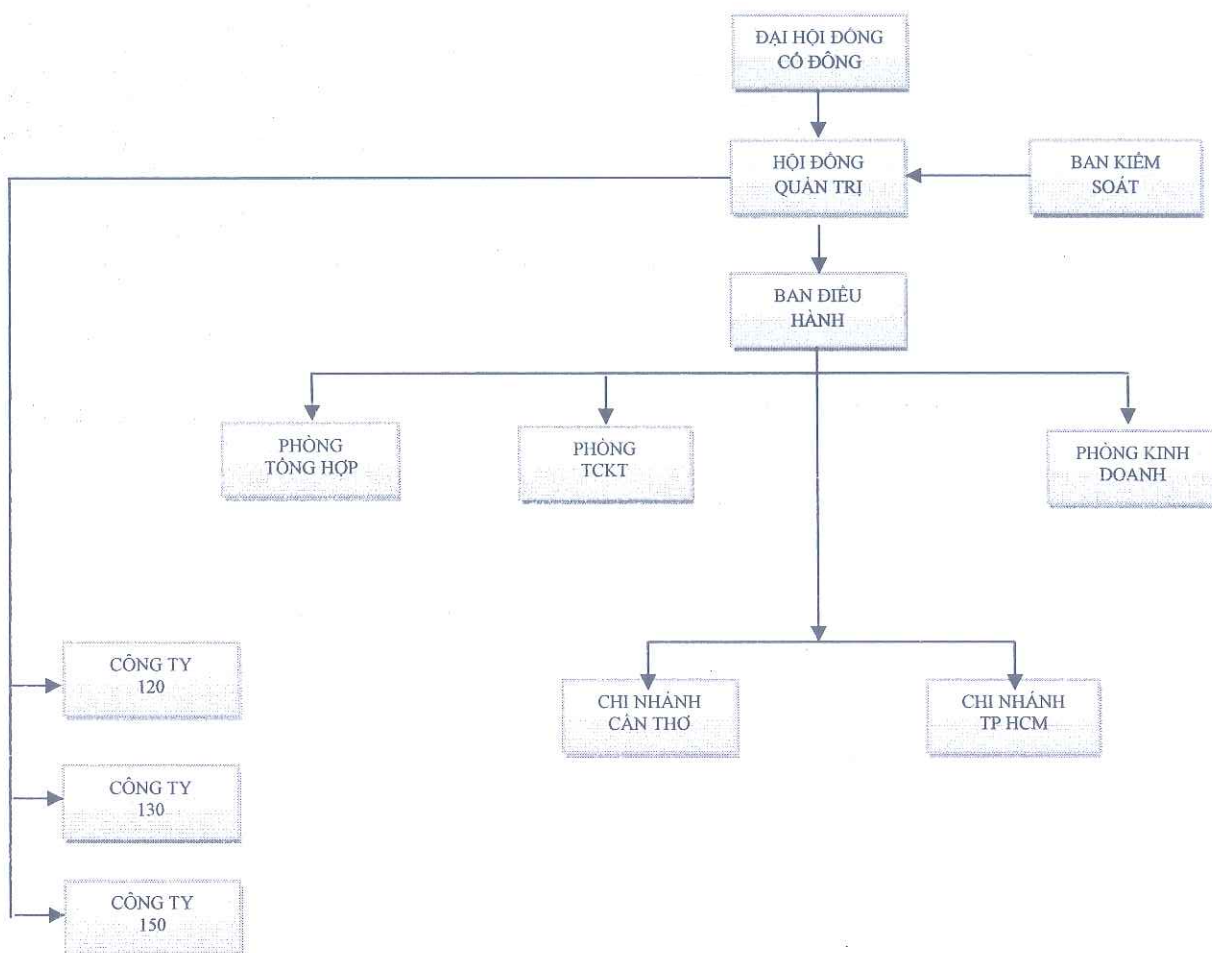 ĐẠI HỘI ĐỒNG
CỔ ĐÔNG
HỘI ĐỒNG
QUẢN TRỊ
BAN KIỂM
SOÁT
BAN ĐIỀU
HÀNH
PHÒNG
TỔNG HỢP
PHÒNG
TCKT
PHÒNG KINH
DOANH
CÔNG TY
120
CHI NHÁNH
CẦN THƠ
CHI NHÁNH
TP HCM
CÔNG TY
130
CÔNG TY
150